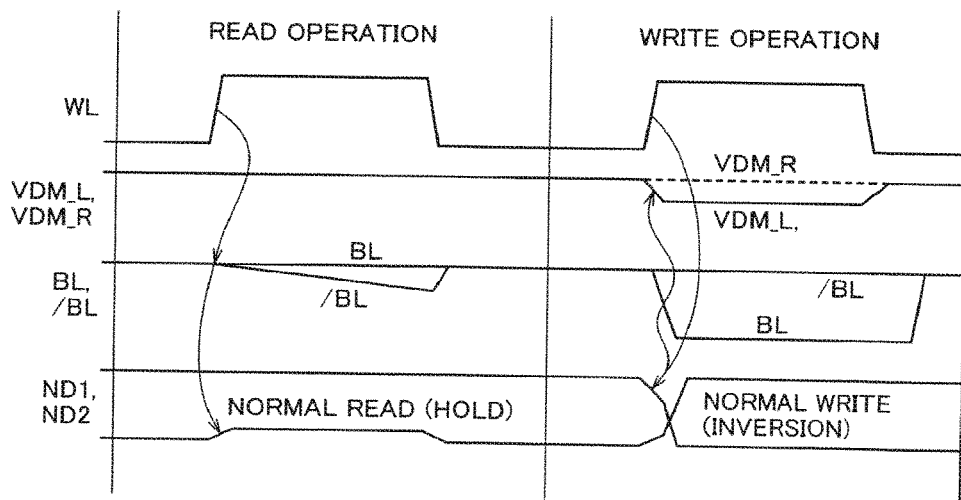 READ OPERATION
WRITE OPERATION
WL
VDM_R
VDM_L,
VDM_R
VDM_L,
BL
BL,
/BL
/BL
/BL
BL
ND1,
ND2
NORMAL READ (HOLD)
NORMAL WRITE
(INVERSION)